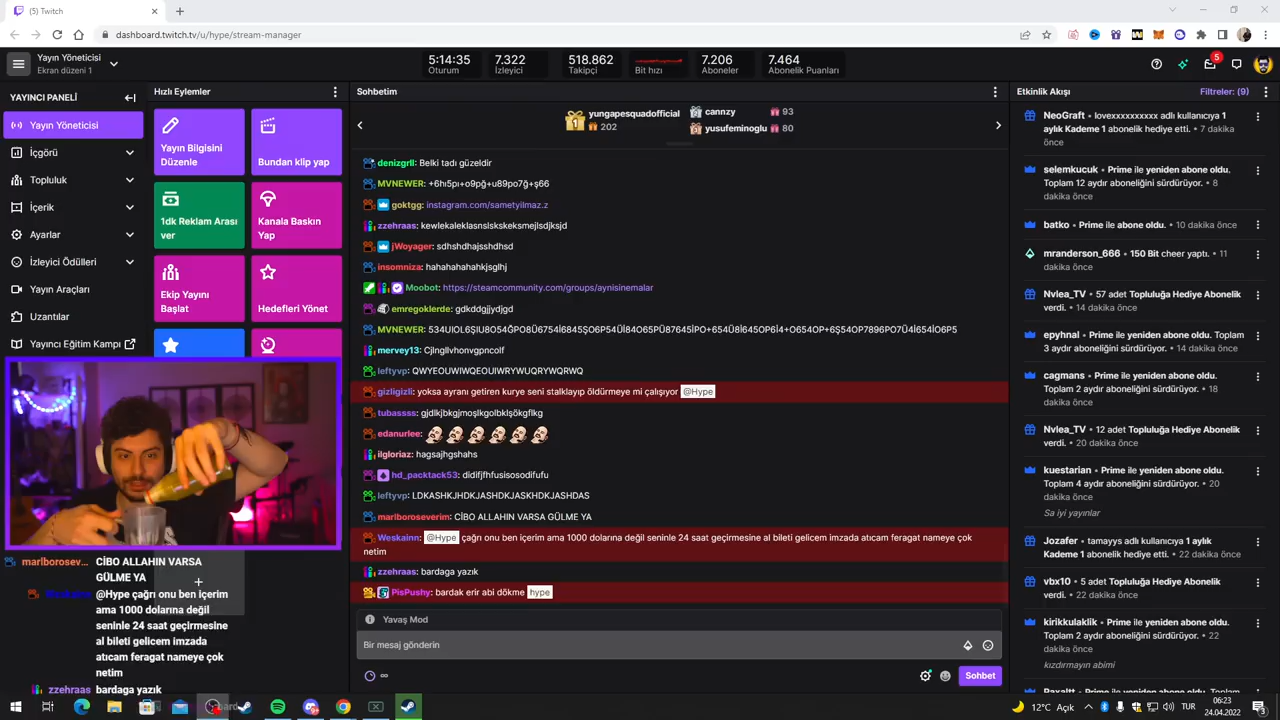 (5) Twitch
dashboard.twitch.tv/u/hype/stream-manager
Yayın Yöneticisi
Ekran düzeni 1
5:14:35
Oturum
7.322
İzleyici
518.862
Takipçi
Bit hızı
7.206
Aboneler
7.464
Abonelik Puanları
5
YAYINCI PANELİ
Yayın Yöneticisi
İçgörü
Topluluk
İçerik
Ayarlar
İzleyici Ödülleri
Yayın Araçları
Uzantılar
Yayıncı Eğitim Kampı
Hızlı Eylemler
Yayın Bilgisini
Düzenle
Bundan klip yap
1dk Reklam Arası
ver
Kanala Baskın
Yap
Ekip Yayını
Başlat
Hedefleri Yönet
Sohbetim
yungapesquadofficial
202
cannzy 93
yusufeminoglu 80
denizgrll: Belki tadı güzeldir
MVNEWER: +6hı5pı+o9pğ+u89po7ğ+ş66
goktgg: instagram.com/sametyilmaz.z
zzehraas: kewlekaleklasnslskskeksmejlsdjksjd
jWoyager: sdhshdhajsshdhsd
insomniza: hahahahahahkjsglhj
Moobot: https://steamcommunity.com/groups/aynisinemalar
emregoklerde: gdkddgjjydjgd
mervey13: Cjlngllvhonvgpncolf
leftyvp: QWYEOUWIWQEOUIWRYWUQRYWQRWQ
gizligizli: yoksa ayranı getiren kurye seni stalklayıp öldürmeye mi çalışıyor @Hype
tubassss: gjdlkjbkgjmoşlkgolbklşökgflkg
edanurlee:
ilgloriaz: hagsajhgshahs
hd_packtack53: didifjfhfusisosodifufu
leftyvp: LDKASHKJHDKJASHDKJASKHDKJASHDAS
marlboroseverim: CİBO ALLAHIN VARSA GÜLME YA
Weskainn: @Hype çağrı onu ben içerim ama 1000 dolarına değil seninle 24 saat geçirmesine al bileti gelicem imzada atıcam feragat nameye çok
netim
zzehraas: bardaga yazık
PisPushy: bardak erir abi dökme hype
Yavaş Mod
Bir mesaj gönderin
Sohbet
Etkinlik Akışı
Filtreler: (9)
NeoGraft • lovexxxxxxxxxx adlı kullanıcıya 1
aylık Kademe 1 abonelik hediye etti. • 7 dakika
önce
selemkucuk • Prime ile yeniden abone oldu.
Toplam 12 aydır aboneliğini sürdürüyor. • 8
dakika önce
batko • Prime ile abone oldu. • 10 dakika önce
mranderson_666 • 150 Bit cheer yaptı. • 11
dakika önce
Nvlea_TV • 57 adet Topluluğa Hediye Abonelik
verdi. • 14 dakika önce
epyhnal • Prime ile yeniden abone oldu. Toplam
3 aydır aboneliğini sürdürüyor. • 14 dakika önce
cagmans • Prime ile yeniden abone oldu.
Toplam 2 aydır aboneliğini sürdürüyor. • 18
dakika önce
Nvlea_TV • 12 adet Topluluğa Hediye Abonelik
verdi. • 20 dakika önce
kuestarian • Prime ile yeniden abone oldu.
Toplam 4 aydır aboneliğini sürdürüyor. • 20
dakika önce
Sa iyi yayınlar
Jozafer • tamayys adlı kullanıcıya 1 aylık
Kademe 1 abonelik hediye etti. • 22 dakika önce
vbx10 • 5 adet Topluluğa Hediye Abonelik
verdi. • 22 dakika önce
kirikkulaklik • Prime ile yeniden abone oldu.
Toplam 2 aydır aboneliğini sürdürüyor. • 22
dakika önce
kızdırmayın abimi
marlborosev... CİBO ALLAHIN VARSA
GÜLME YA
Weskainn @Hype çağrı onu ben içerim
ama 1000 dolarına değil
seninle 24 saat geçirmesine
al bileti gelicem imzada
atıcam feragat nameye çok
netim
zzehraas bardaga yazık
12°C Açık
TUR
06:23
24.04.2022
3